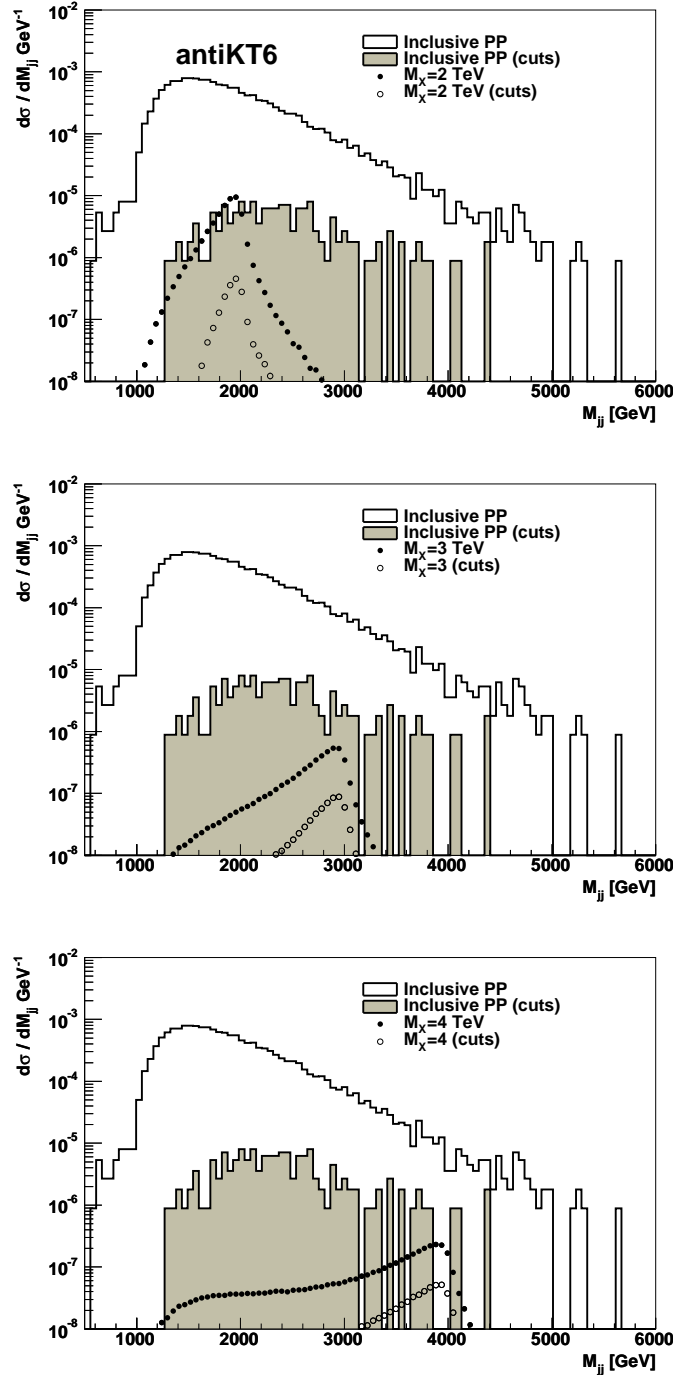 antiKT6
Inclusive PP
Inclusive PP (cuts)
M_X=2 TeV
M_X=2 TeV (cuts)
dσ / dM_jj GeV⁻¹
10⁻²
10⁻³
10⁻⁴
10⁻⁵
10⁻⁶
10⁻⁷
10⁻⁸
1000 2000 3000 4000 5000 6000
M_jj [GeV]
Inclusive PP
Inclusive PP (cuts)
M_X=3 TeV
M_X=3 (cuts)
dσ / dM_jj GeV⁻¹
10⁻²
10⁻³
10⁻⁴
10⁻⁵
10⁻⁶
10⁻⁷
10⁻⁸
1000 2000 3000 4000 5000 6000
M_jj [GeV]
Inclusive PP
Inclusive PP (cuts)
M_X=4 TeV
M_X=4 (cuts)
dσ / dM_jj GeV⁻¹
10⁻²
10⁻³
10⁻⁴
10⁻⁵
10⁻⁶
10⁻⁷
10⁻⁸
1000 2000 3000 4000 5000 6000
M_jj [GeV]